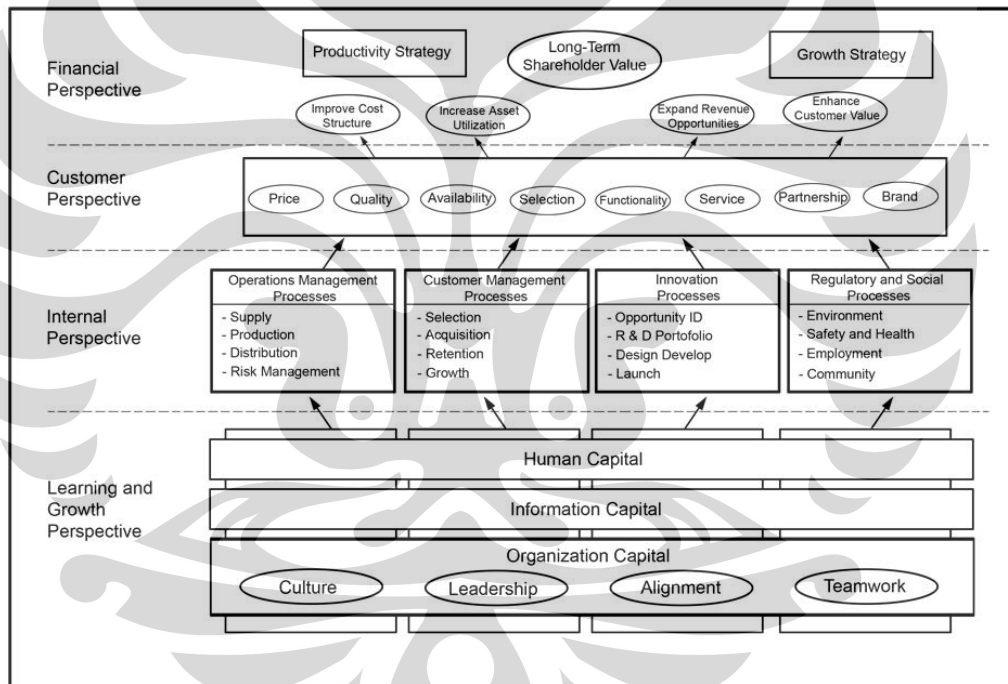 Financial
Perspective
Productivity Strategy
Long-Term
Shareholder Value
Growth Strategy
Improve Cost
Structure
Increase Asset
Utilization
Expand Revenue
Opportunities
Enhance
Customer Value
Customer
Perspective
Price
Quality
Availability
Selection
Functionality
Service
Partnership
Brand
Internal
Perspective
Operations Management
Processes
- Supply
- Production
- Distribution
- Risk Management
Customer Management
Processes
- Selection
- Acquisition
- Retention
- Growth
Innovation
Processes
- Opportunity ID
- R & D Portofolio
- Design Develop
- Launch
Regulatory and Social
Processes
- Environment
- Safety and Health
- Employment
- Community
Learning and
Growth
Perspective
Human Capital
Information Capital
Organization Capital
Culture
Leadership
Alignment
Teamwork